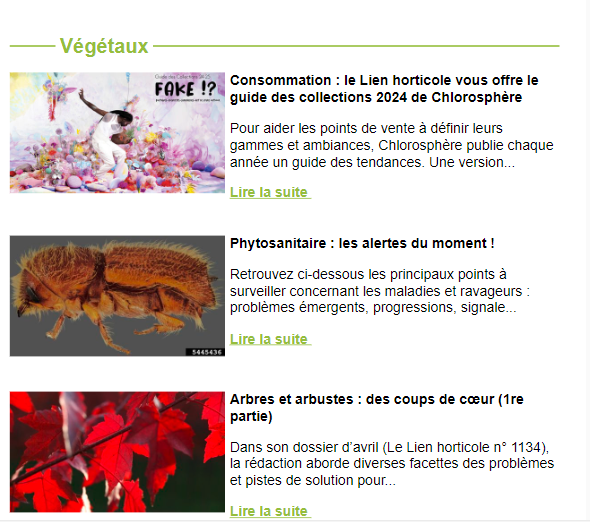 Végétaux
FAKE !?
Consommation : le Lien horticole vous offre le
guide des collections 2024 de Chlorosphère
Pour aider les points de vente à définir leurs
gammes et ambiances, Chlorosphère publie chaque
année un guide des tendances. Une version...
Lire la suite
5445436
Phytosanitaire : les alertes du moment !
Retrouvez ci-dessous les principaux points à
surveiller concernant les maladies et ravageurs :
problèmes émergents, progressions, signale...
Lire la suite
Arbres et arbustes : des coups de cœur (1re
partie)
Dans son dossier d’avril (Le Lien horticole n° 1134),
la rédaction aborde diverses facettes des problèmes
et pistes de solution pour...
Lire la suite